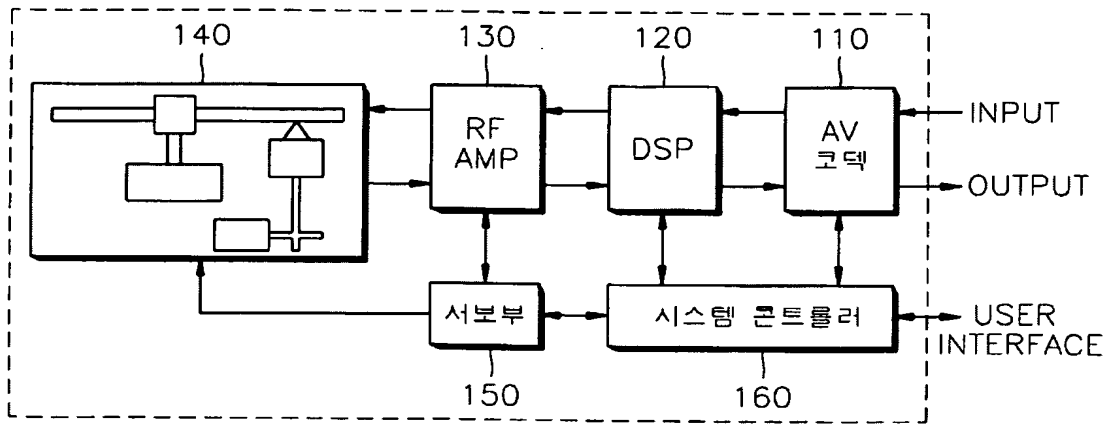 140
130
120
110
RF
AMP
DSP
AV
코덱
INPUT
OUTPUT
서보부
시스템 콘트롤러
USER
INTERFACE
150
160